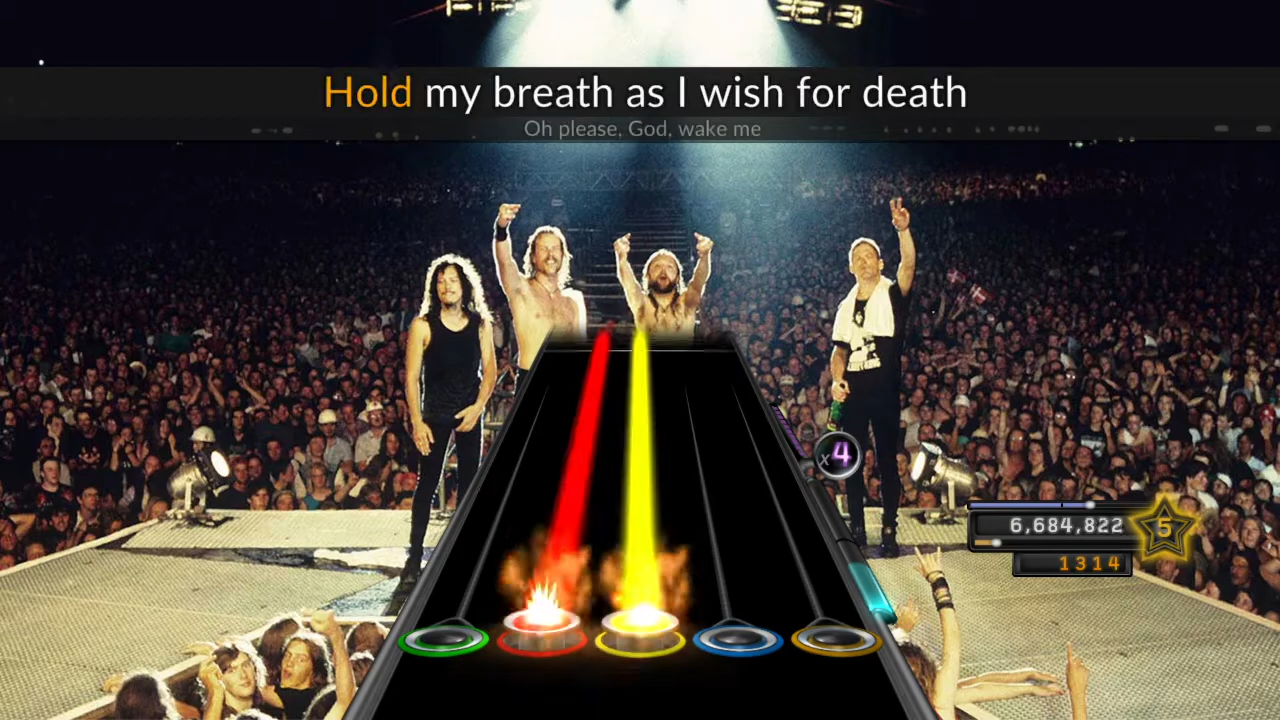 Hold my breath as I wish for death
Oh please, God, wake me
x4
6,684,822
5
1314